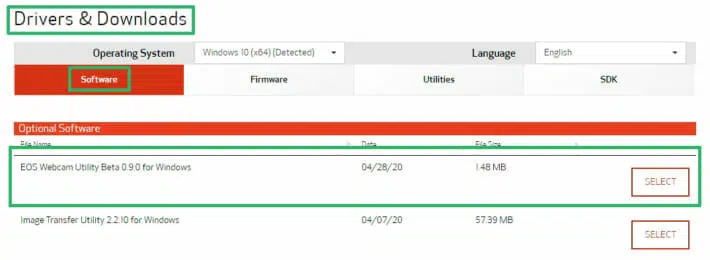 Drivers & Downloads
Operating System Windows 10 (x64) (Detected) Language English
Software Firmware Utilities SDK
Optional Software
File Name Date File Size
EOS Webcam Utility Beta 0.9.0 for Windows 04/28/20 1.48 MB SELECT
Image Transfer Utility 2.2.10 for Windows 04/07/20 57.39 MB SELECT